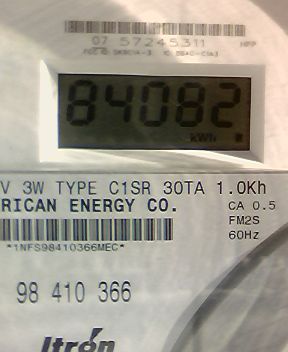 07 57245311 HPP
84082
kWh
V 3W TYPE C1SR 30TA 1.0Kh
RICAN ENERGY CO.
CA 0.5
FM2S
60Hz
*1NFS98410366MEC*
98 410 366
Itron